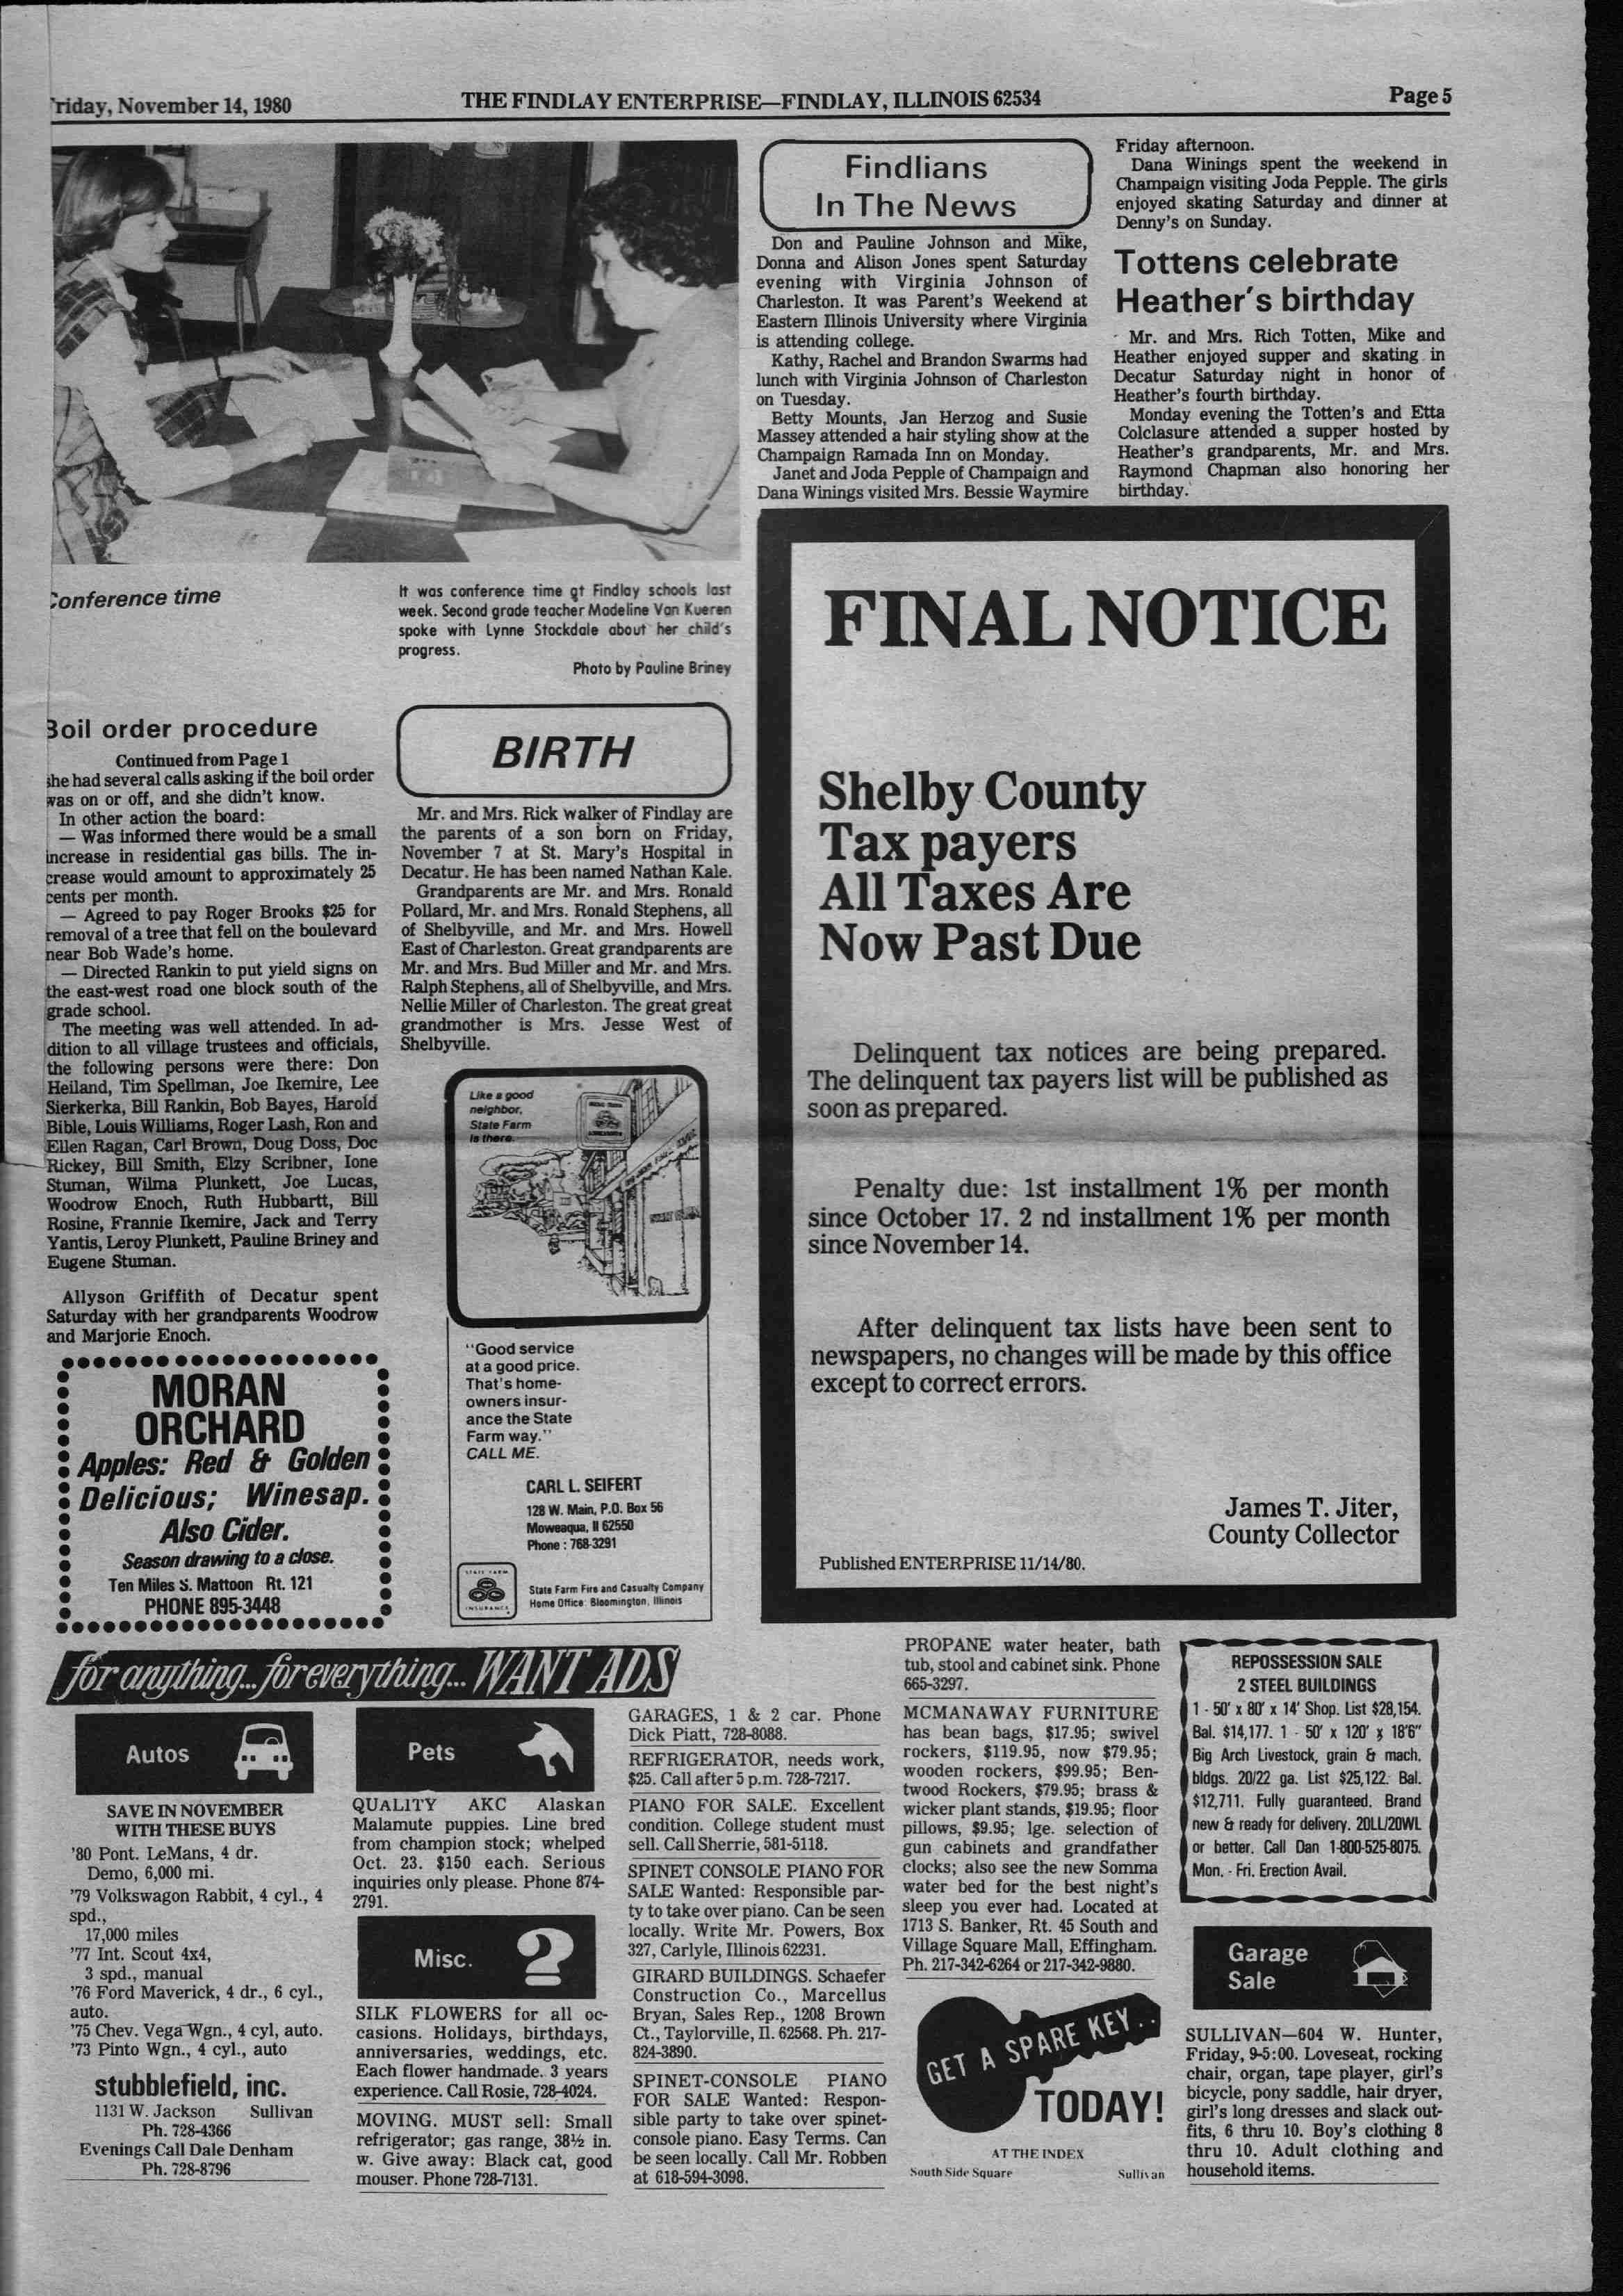 riday, November 14, 1980
THE FINDLAY ENTERPRISE—FINDLAY, ILLINOIS 62534
Page 5
onference time
It was conference time at Findlay schools last
week. Second grade teacher Madeline Van Kueren
spoke with Lynne Stockdale about her child's
progress.
Photo by Pauline Briney
Boil order procedure
Continued from Page 1
she had several calls asking if the boil order
was on or off, and she didn't know.
In other action the board:
— Was informed there would be a small
increase in residential gas bills. The in-
crease would amount to approximately 25
cents per month.
— Agreed to pay Roger Brooks $25 for
removal of a tree that fell on the boulevard
near Bob Wade's home.
— Directed Rankin to put yield signs on
the east-west road one block south of the
grade school.
The meeting was well attended. In ad-
dition to all village trustees and officials,
the following persons were there: Don
Heiland, Tim Spellman, Joe Ikemire, Lee
Sierkerka, Bill Rankin, Bob Bayes, Harold
Bible, Louis Williams, Roger Lash, Ron and
Ellen Ragan, Carl Brown, Doug Doss, Doc
Rickey, Bill Smith, Elzy Scribner, Ione
Stuman, Wilma Plunkett, Joe Lucas,
Woodrow Enoch, Ruth Hubbartt, Bill
Rosine, Frannie Ikemire, Jack and Terry
Yantis, Leroy Plunkett, Pauline Briney and
Eugene Stuman.
Allyson Griffith of Decatur spent
Saturday with her grandparents Woodrow
and Marjorie Enoch.
MORAN
ORCHARD
Apples: Red & Golden
Delicious; Winesap.
Also Cider.
Season drawing to a close.
Ten Miles S. Mattoon Rt. 121
PHONE 895-3448
BIRTH
Mr. and Mrs. Rick walker of Findlay are
the parents of a son born on Friday,
November 7 at St. Mary's Hospital in
Decatur. He has been named Nathan Kale.
Grandparents are Mr. and Mrs. Ronald
Pollard, Mr. and Mrs. Ronald Stephens, all
of Shelbyville, and Mr. and Mrs. Howell
East of Charleston. Great grandparents are
Mr. and Mrs. Bud Miller and Mr. and Mrs.
Ralph Stephens, all of Shelbyville, and Mrs.
Nellie Miller of Charleston. The great great
grandmother is Mrs. Jesse West of
Shelbyville.
Like a good
neighbor,
State Farm
is there.
"Good service
at a good price.
That's home-
owners insur-
ance the State
Farm way."
CALL ME.
CARL L. SEIFERT
128 W. Main, P.O. Box 56
Moweaqua, Il 62550
Phone : 768-3291
STATE FARM
INSURANCE
State Farm Fire and Casualty Company
Home Office: Bloomington, Illinois
Findlians
In The News
Don and Pauline Johnson and Mike,
Donna and Alison Jones spent Saturday
evening with Virginia Johnson of
Charleston. It was Parent's Weekend at
Eastern Illinois University where Virginia
is attending college.
Kathy, Rachel and Brandon Swarms had
lunch with Virginia Johnson of Charleston
on Tuesday.
Betty Mounts, Jan Herzog and Susie
Massey attended a hair styling show at the
Champaign Ramada Inn on Monday.
Janet and Joda Pepple of Champaign and
Dana Winings visited Mrs. Bessie Waymire
Friday afternoon.
Dana Winings spent the weekend in
Champaign visiting Joda Pepple. The girls
enjoyed skating Saturday and dinner at
Denny's on Sunday.
Tottens celebrate
Heather's birthday
Mr. and Mrs. Rich Totten, Mike and
Heather enjoyed supper and skating in
Decatur Saturday night in honor of
Heather's fourth birthday.
Monday evening the Totten's and Etta
Colclasure attended a supper hosted by
Heather's grandparents, Mr. and Mrs.
Raymond Chapman also honoring her
birthday.
FINAL NOTICE
Shelby County
Tax payers
All Taxes Are
Now Past Due
Delinquent tax notices are being prepared.
The delinquent tax payers list will be published as
soon as prepared.
Penalty due: 1st installment 1% per month
since October 17. 2 nd installment 1% per month
since November 14.
After delinquent tax lists have been sent to
newspapers, no changes will be made by this office
except to correct errors.
James T. Jiter,
County Collector
Published ENTERPRISE 11/14/80.
for anything... for everything... WANT ADS
Autos
SAVE IN NOVEMBER
WITH THESE BUYS
'80 Pont. LeMans, 4 dr.
Demo, 6,000 mi.
'79 Volkswagon Rabbit, 4 cyl., 4
spd.,
17,000 miles
'77 Int. Scout 4x4,
3 spd., manual
'76 Ford Maverick, 4 dr., 6 cyl.,
auto.
'75 Chev. Vega Wgn., 4 cyl, auto.
'73 Pinto Wgn., 4 cyl., auto
stubblefield, inc.
1131 W. Jackson Sullivan
Ph. 728-4366
Evenings Call Dale Denham
Ph. 728-8796
Pets
QUALITY AKC Alaskan
Malamute puppies. Line bred
from champion stock; whelped
Oct. 23. $150 each. Serious
inquiries only please. Phone 874-
2791.
Misc. ?
SILK FLOWERS for all oc-
casions. Holidays, birthdays,
anniversaries, weddings, etc.
Each flower handmade. 3 years
experience. Call Rosie, 728-4024.
MOVING. MUST sell: Small
refrigerator; gas range, 38½ in.
w. Give away: Black cat, good
mouser. Phone 728-7131.
GARAGES, 1 & 2 car. Phone
Dick Piatt, 728-8088.
REFRIGERATOR, needs work,
$25. Call after 5 p.m. 728-7217.
PIANO FOR SALE. Excellent
condition. College student must
sell. Call Sherrie, 581-5118.
SPINET CONSOLE PIANO FOR
SALE Wanted: Responsible par-
ty to take over piano. Can be seen
locally. Write Mr. Powers, Box
327, Carlyle, Illinois 62231.
GIRARD BUILDINGS. Schaefer
Construction Co., Marcellus
Bryan, Sales Rep., 1208 Brown
Ct., Taylorville, Il. 62568. Ph. 217-
824-3890.
SPINET-CONSOLE PIANO
FOR SALE Wanted: Respon-
sible party to take over spinet-
console piano. Easy Terms. Can
be seen locally. Call Mr. Robben
at 618-594-3098.
PROPANE water heater, bath
tub, stool and cabinet sink. Phone
665-3297.
MCMANAWAY FURNITURE
has bean bags, $17.95; swivel
rockers, $119.95, now $79.95;
wooden rockers, $99.95; Ben-
twood Rockers, $79.95; brass &
wicker plant stands, $19.95; floor
pillows, $9.95; lge. selection of
gun cabinets and grandfather
clocks; also see the new Somma
water bed for the best night's
sleep you ever had. Located at
1713 S. Banker, Rt. 45 South and
Village Square Mall, Effingham.
Ph. 217-342-6264 or 217-342-9880.
GET A SPARE KEY..
TODAY!
AT THE INDEX
South Side Square Sullivan
REPOSSESSION SALE
2 STEEL BUILDINGS
1 - 50' x 80' x 14' Shop. List $28,154.
Bal. $14,177. 1 - 50' x 120' x 18'6"
Big Arch Livestock, grain & mach.
bldgs. 20/22 ga. List $25,122. Bal.
$12,711. Fully guaranteed. Brand
new & ready for delivery. 20LL/20WL
or better. Call Dan 1-800-525-8075.
Mon. - Fri. Erection Avail.
Garage
Sale
SULLIVAN—604 W. Hunter,
Friday, 9-5:00. Loveseat, rocking
chair, organ, tape player, girl's
bicycle, pony saddle, hair dryer,
girl's long dresses and slack out-
fits, 6 thru 10. Boy's clothing 8
thru 10. Adult clothing and
household items.